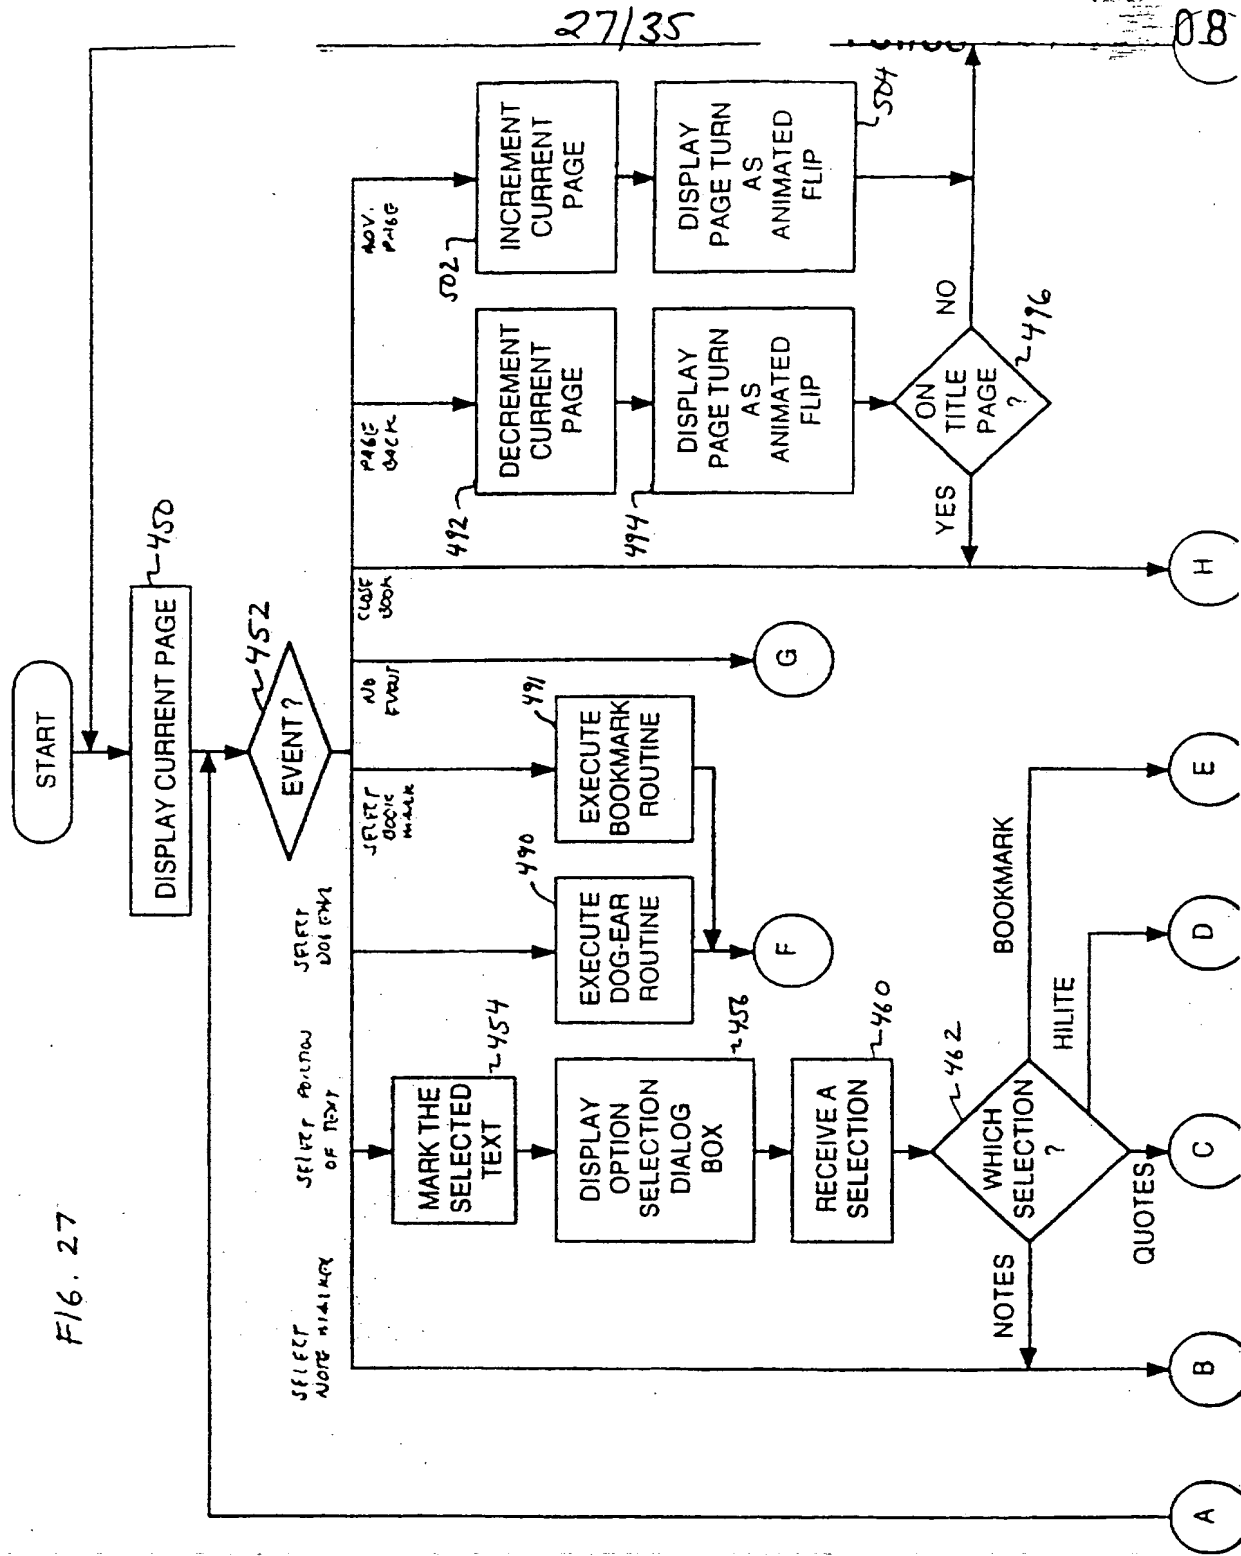 27/35
08
FIG. 27
START
DISPLAY CURRENT PAGE
450
EVENT?
452
SELECT
NOTE MARKER
SELECT PORTION
OF TEXT
SELECT
DOG EAR
SELECT
BOOK
MARK
NO
EVENT
CLOSE
BOOK
PAGE
BACK
ADV.
PAGE
MARK THE
SELECTED
TEXT
454
DISPLAY
OPTION
SELECTION
DIALOG
BOX
456
RECEIVE A
SELECTION
460
WHICH
SELECTION
?
462
NOTES
QUOTES
HILITE
BOOKMARK
EXECUTE
DOG-EAR
ROUTINE
490
EXECUTE
BOOKMARK
ROUTINE
491
DECREMENT
CURRENT
PAGE
492
DISPLAY
PAGE TURN
AS
ANIMATED
FLIP
494
ON
TITLE
PAGE
?
496
YES
NO
INCREMENT
CURRENT
PAGE
502
DISPLAY
PAGE TURN
AS
ANIMATED
FLIP
504
F
G
A
B
C
D
E
H